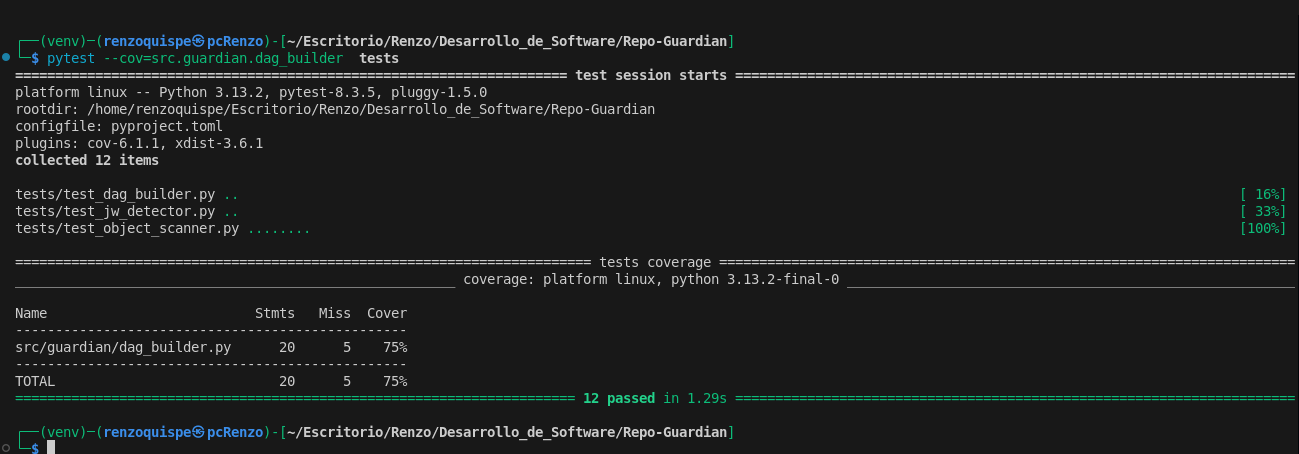 ┌──(venv)─(renzoquispe㉿pcRenzo)-[~/Escritorio/Renzo/Desarrollo_de_Software/Repo-Guardian]
└─$ pytest --cov=src.guardian.dag_builder  tests
====================================================================== test session starts ======================================================================
platform linux -- Python 3.13.2, pytest-8.3.5, pluggy-1.5.0
rootdir: /home/renzoquispe/Escritorio/Renzo/Desarrollo_de_Software/Repo-Guardian
configfile: pyproject.toml
plugins: cov-6.1.1, xdist-3.6.1
collected 12 items
tests/test_dag_builder.py .. [ 16%]
tests/test_jw_detector.py .. [ 33%]
tests/test_object_scanner.py ........ [100%]
======================================================================== tests coverage ========================================================================
_______________________________________________________ coverage: platform linux, python 3.13.2-final-0 ________________________________________________________
Name                          Stmts   Miss  Cover
-------------------------------------------------
src/guardian/dag_builder.py      20      5    75%
-------------------------------------------------
TOTAL                            20      5    75%
====================================================================== 12 passed in 1.29s ======================================================================
┌──(venv)─(renzoquispe㉿pcRenzo)-[~/Escritorio/Renzo/Desarrollo_de_Software/Repo-Guardian]
└─$